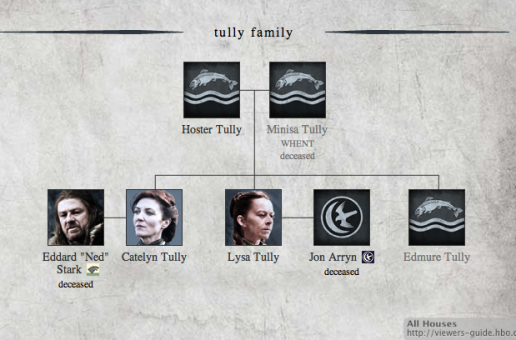 tully family
Hoster Tully
Minisa Tully
WHENT
deceased
Eddard "Ned"
Stark
deceased
Catelyn Tully
Lysa Tully
Jon Arryn
deceased
Edmure Tully
All Houses
http://viewers-guide.hbo.c